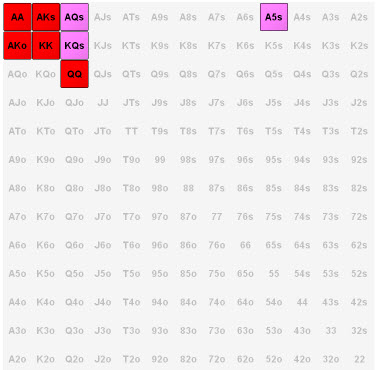 AA AKs AQs AJs ATs A9s A8s A7s A6s A5s A4s A3s A2s
AKo KK KQs KJs KTs K9s K8s K7s K6s K5s K4s K3s K2s
AQo KQo QQ QJs QTs Q9s Q8s Q7s Q6s Q5s Q4s Q3s Q2s
AJo KJo QJo JJ JTs J9s J8s J7s J6s J5s J4s J3s J2s
ATo KTo QTo JTo TT T9s T8s T7s T6s T5s T4s T3s T2s
A9o K9o Q9o J9o T9o 99 98s 97s 96s 95s 94s 93s 92s
A8o K8o Q8o J8o T8o 98o 88 87s 86s 85s 84s 83s 82s
A7o K7o Q7o J7o T7o 97o 87o 77 76s 75s 74s 73s 72s
A6o K6o Q6o J6o T6o 96o 86o 76o 66 65s 64s 63s 62s
A5o K5o Q5o J5o T5o 95o 85o 75o 65o 55 54s 53s 52s
A4o K4o Q4o J4o T4o 94o 84o 74o 64o 54o 44 43s 42s
A3o K3o Q3o J3o T3o 93o 83o 73o 63o 53o 43o 33 32s
A2o K2o Q2o J2o T2o 92o 82o 72o 62o 52o 42o 32o 22